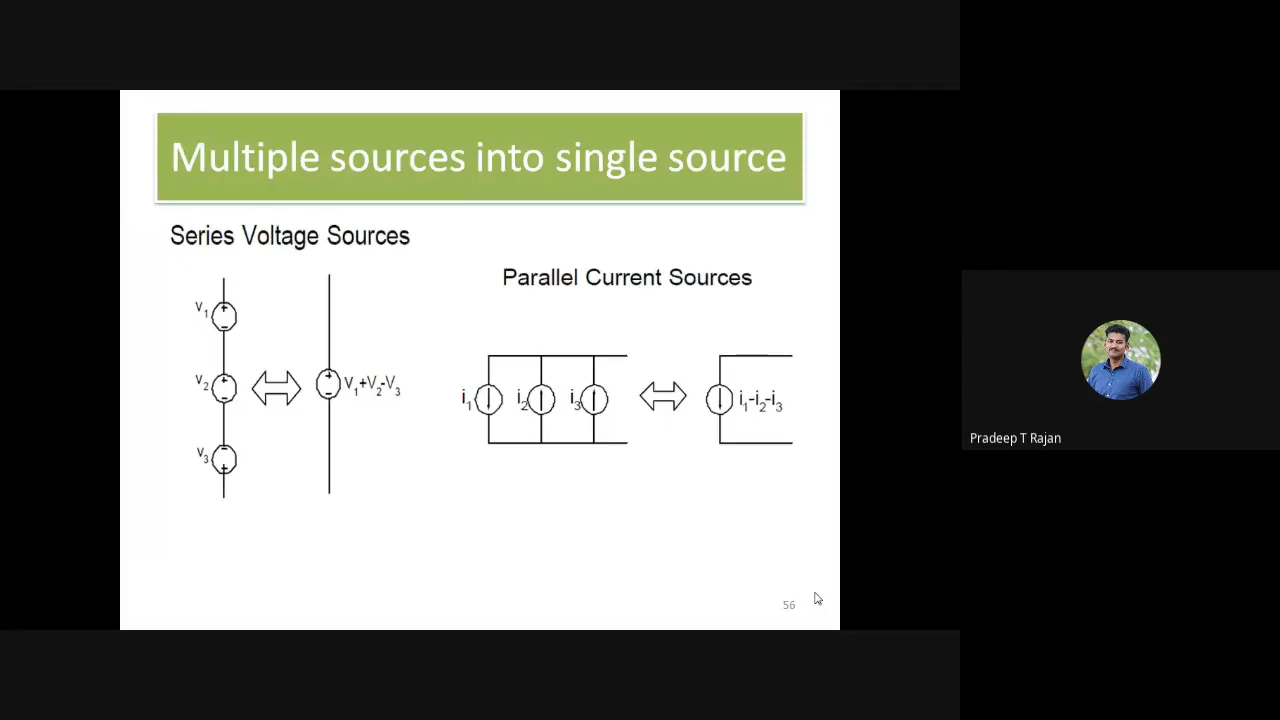 Multiple sources into single source
Series Voltage Sources
Parallel Current Sources
V1
V2
V3
V1+V2-V3
i1
i2
i3
i1-i2-i3
56
Pradeep T Rajan